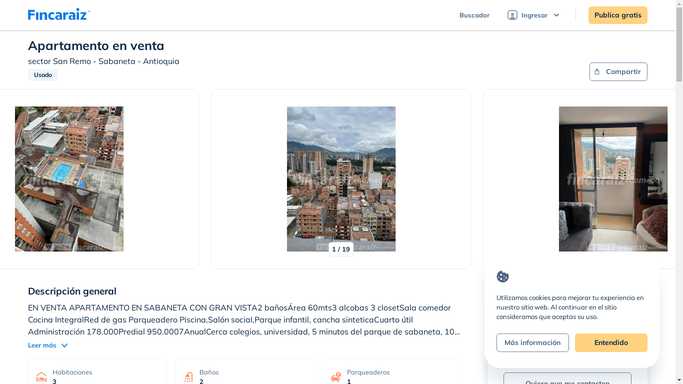 Fincaraiz
Buscador
Ingresar
Publica gratis
Apartamento en venta
sector San Remo - Sabaneta - Antioquia
Usado
Compartir
fincaraiz
1 / 19
Descripción general
EN VENTA APARTAMENTO EN SABANETA CON GRAN VISTA2 bañosÁrea 60mts3 alcobas 3 closetSala comedor
Cocina IntegralRed de gas Parqueadero Piscina,Salón social,Parque infantil, cancha sinteticaCuarto útil
Administración 178.000Predial 950.0007AnualCerca colegios, universidad, 5 minutos del parque de sabaneta, 10...
Leer más
Habitaciones
3
Baños
2
Parqueaderos
1
Utilizamos cookies para mejorar tu experiencia en
nuestro sitio web. Al continuar en el sitio
consideramos que aceptas su uso.
Más información
Entendido
Quiero que me contacten